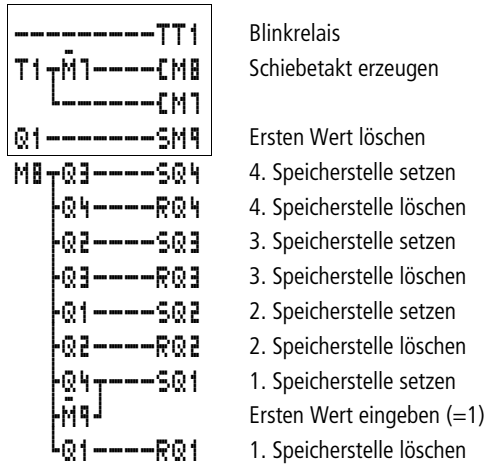 ---------TT1 Blinkrelais
T1┬M̅7----[M8 Schiebetakt erzeugen
└------[M7
Q1--------SM9 Ersten Wert löschen
M8┬Q3----SQ4 4. Speicherstelle setzen
├Q4----RQ4 4. Speicherstelle löschen
├Q2----SQ3 3. Speicherstelle setzen
├Q3----RQ3 3. Speicherstelle löschen
├Q1----SQ2 2. Speicherstelle setzen
├Q2----RQ2 2. Speicherstelle löschen
├Q4┬---SQ1 1. Speicherstelle setzen
├M̅9┘ Ersten Wert eingeben (=1)
└Q1----RQ1 1. Speicherstelle löschen